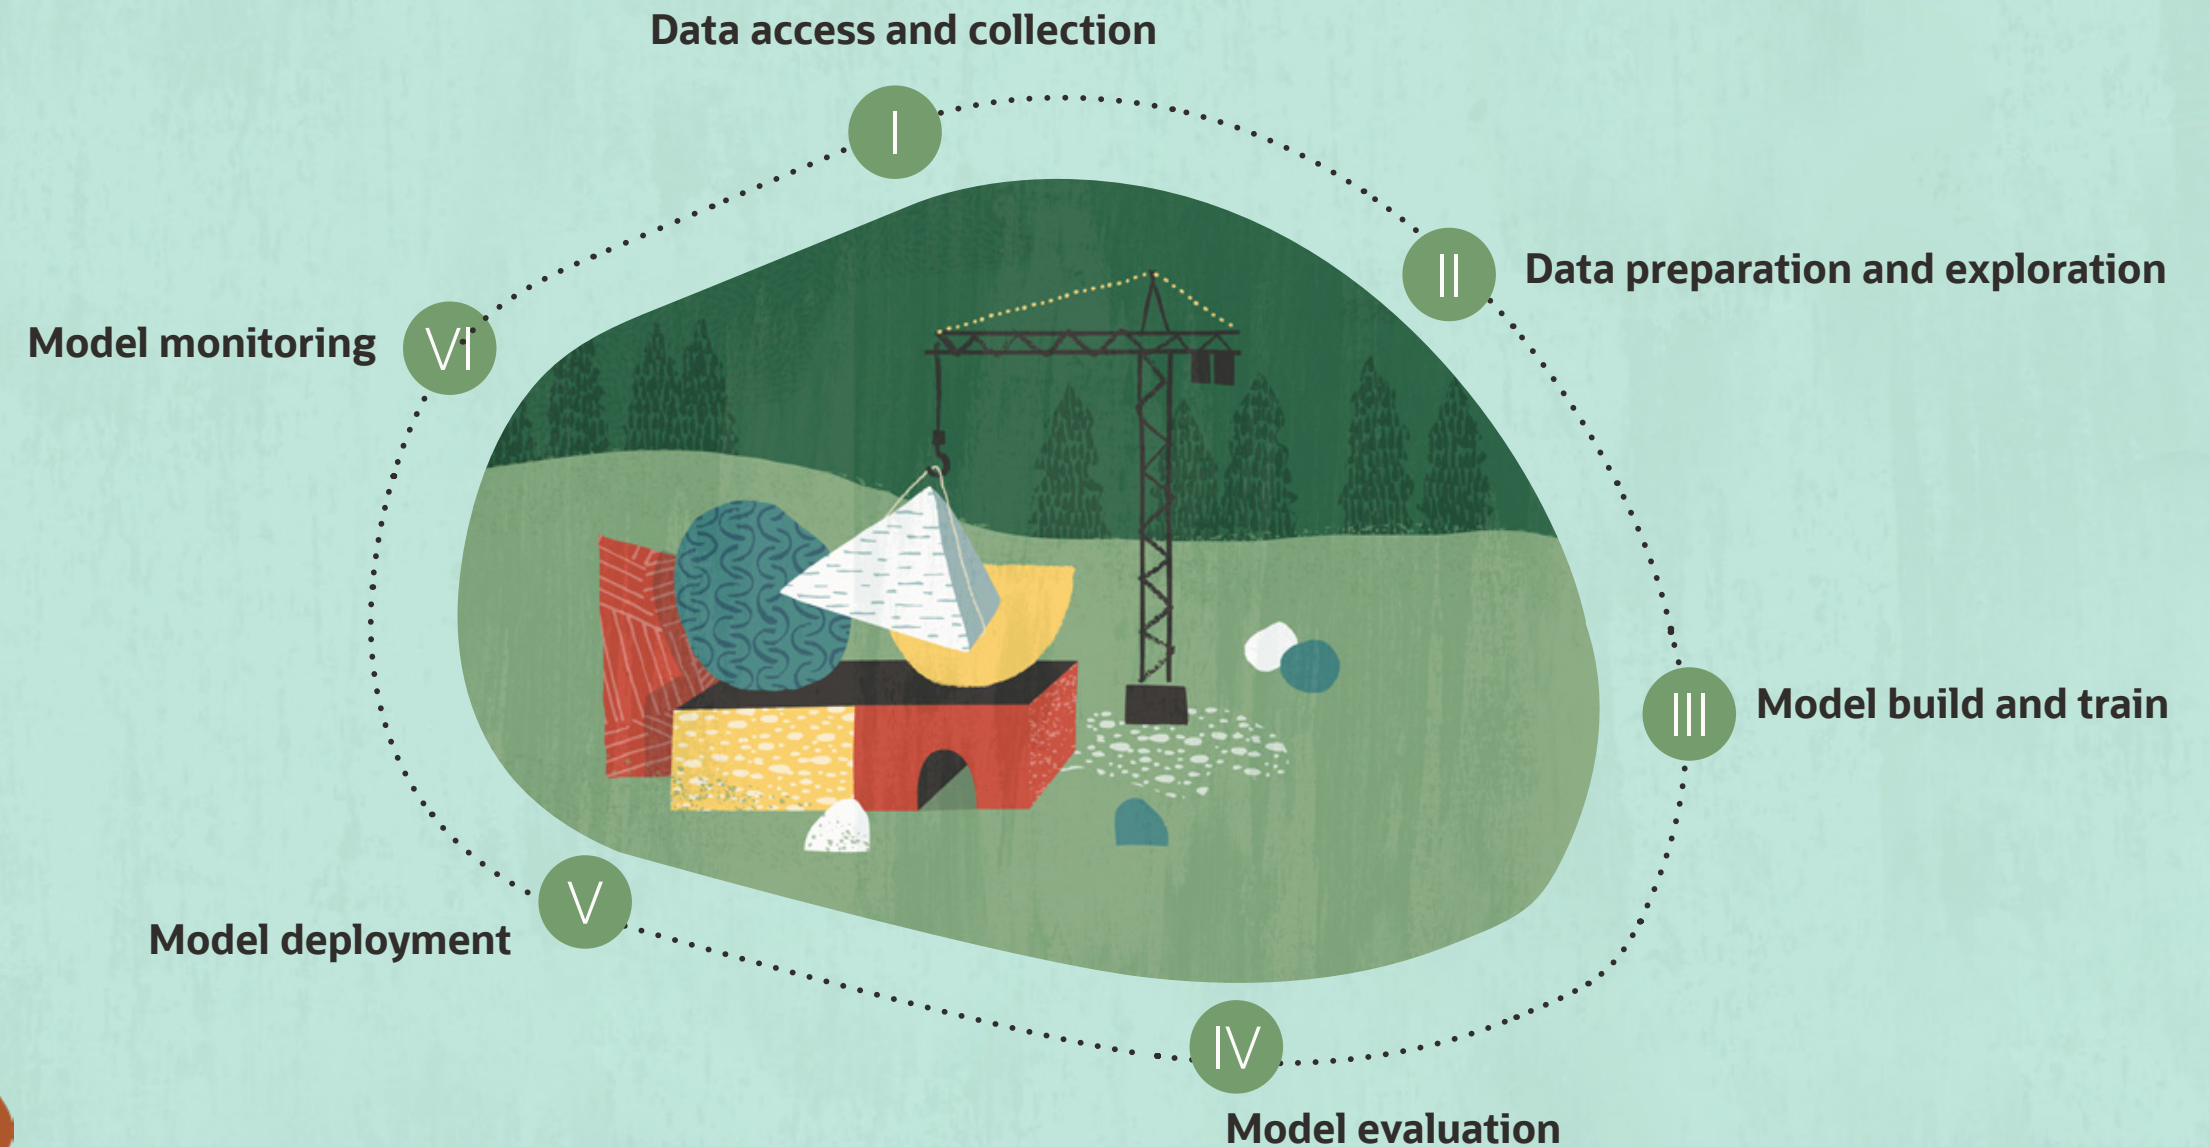 Data access and collection
I
II
Data preparation and exploration
Model monitoring
VI
III
Model build and train
V
Model deployment
IV
Model evaluation